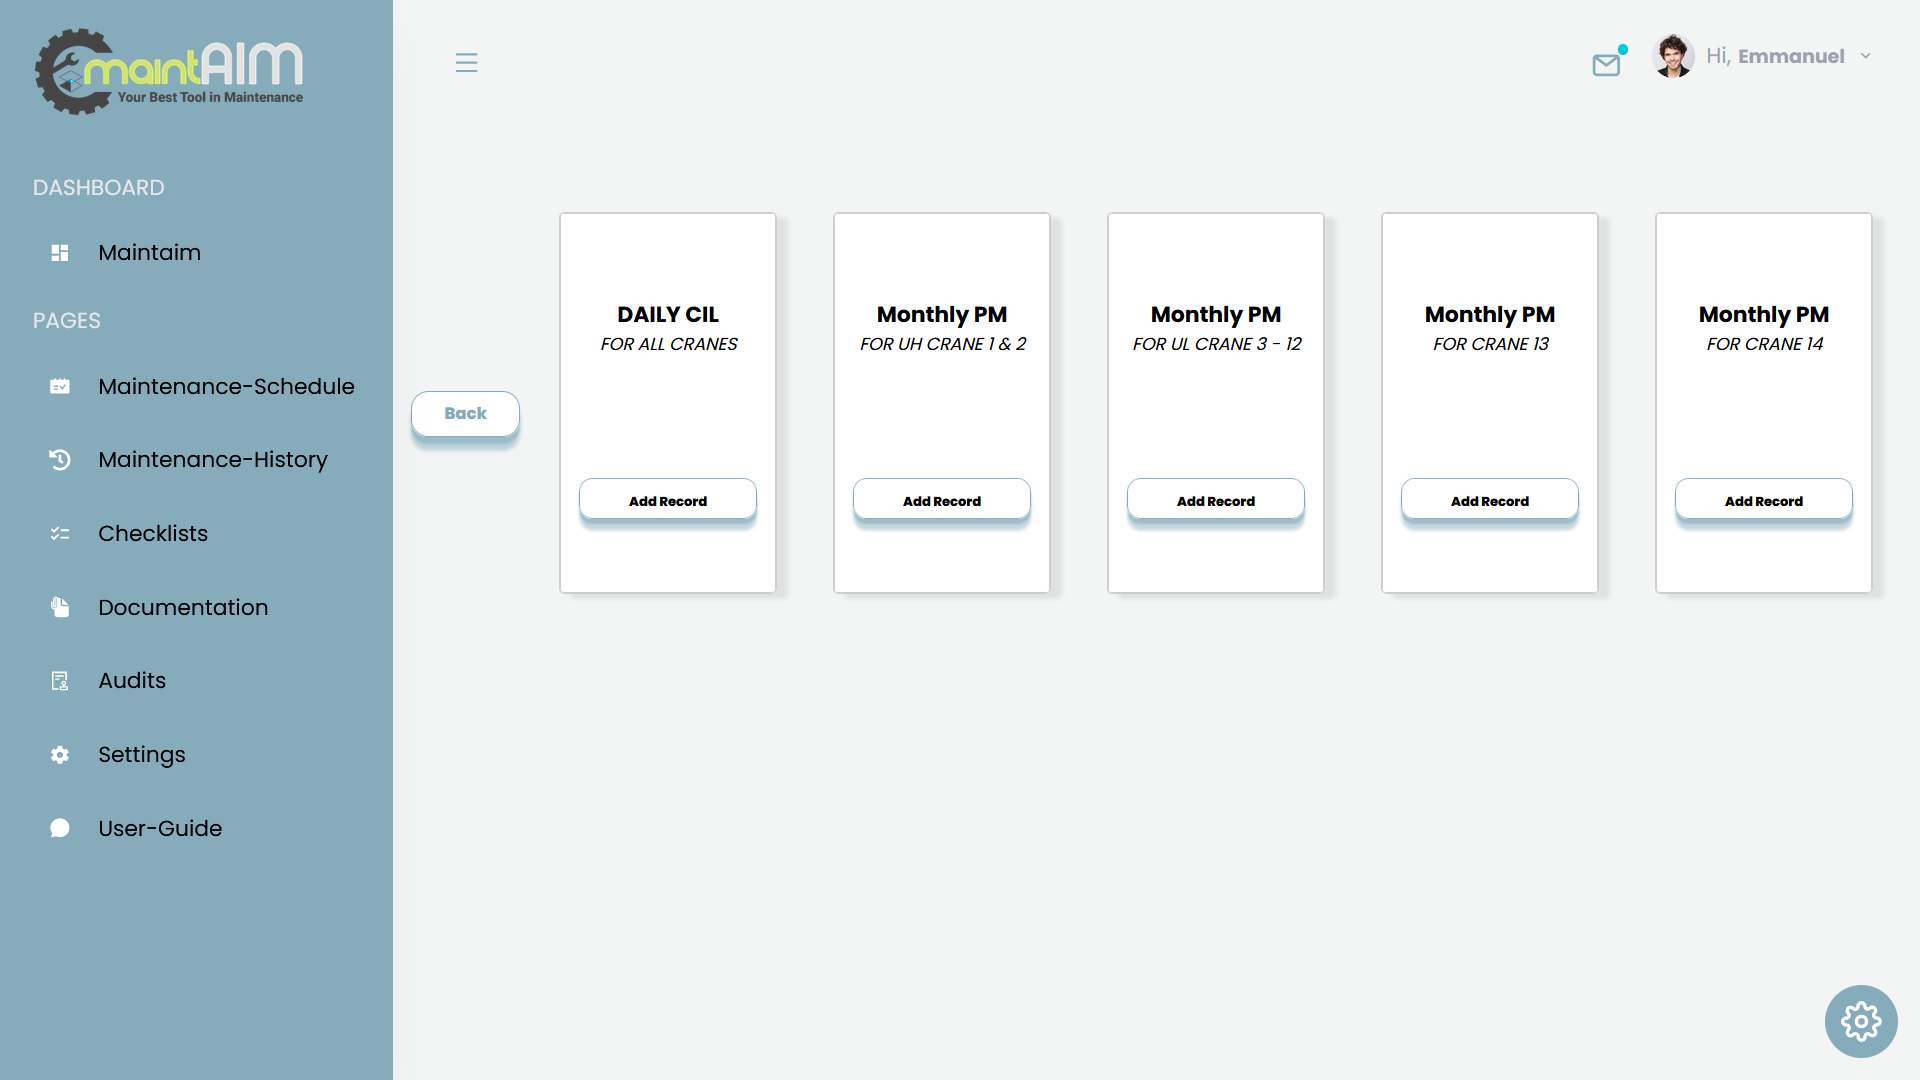 maintAIM
Your Best Tool in Maintenance
Hi, Emmanuel
DASHBOARD
Maintaim
PAGES
Maintenance-Schedule
Maintenance-History
Checklists
Documentation
Audits
Settings
User-Guide
Back
DAILY CIL
FOR ALL CRANES
Add Record
Monthly PM
FOR UH CRANE 1 & 2
Add Record
Monthly PM
FOR UL CRANE 3 - 12
Add Record
Monthly PM
FOR CRANE 13
Add Record
Monthly PM
FOR CRANE 14
Add Record